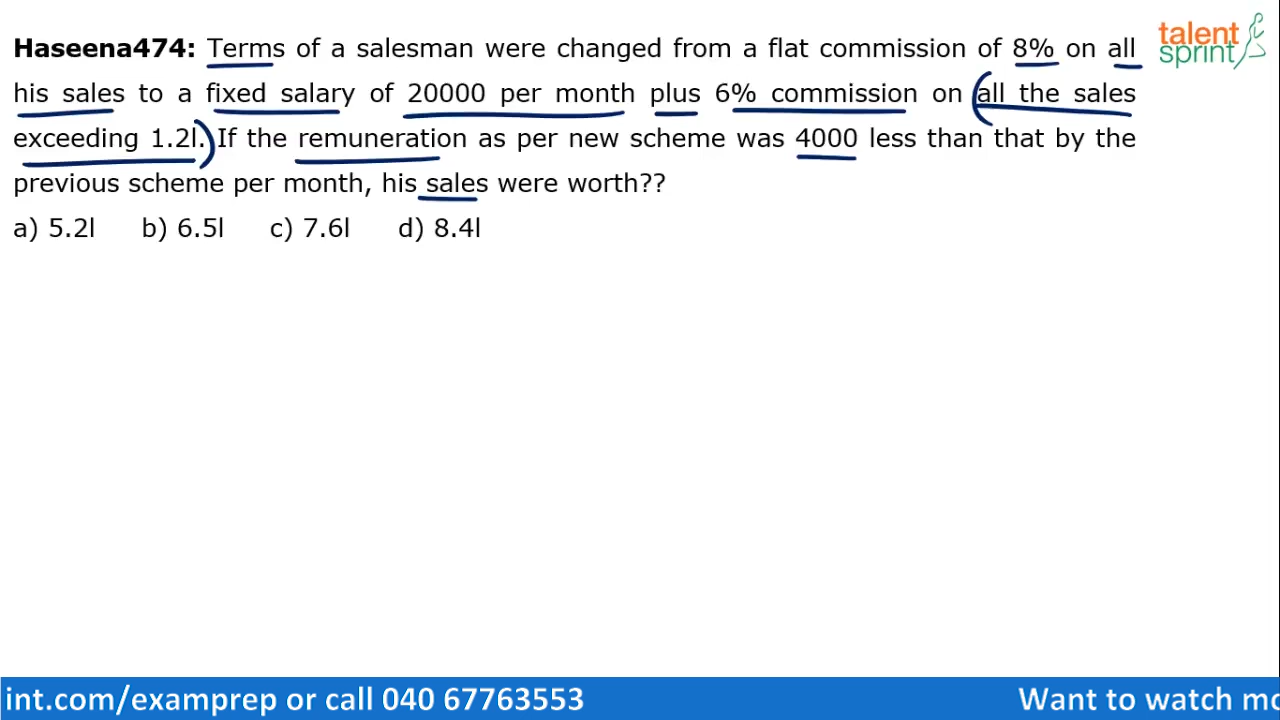 Haseena474: Terms of a salesman were changed from a flat commission of 8% on all
talent
sprint
his sales to a fixed salary of 20000 per month plus 6% commission on all the sales
exceeding 1.2l. If the remuneration as per new scheme was 4000 less than that by the
previous scheme per month, his sales were worth??
a) 5.2l b) 6.5l c) 7.6l d) 8.4l
int.com/examprep or call 040 67763553 Want to watch mo